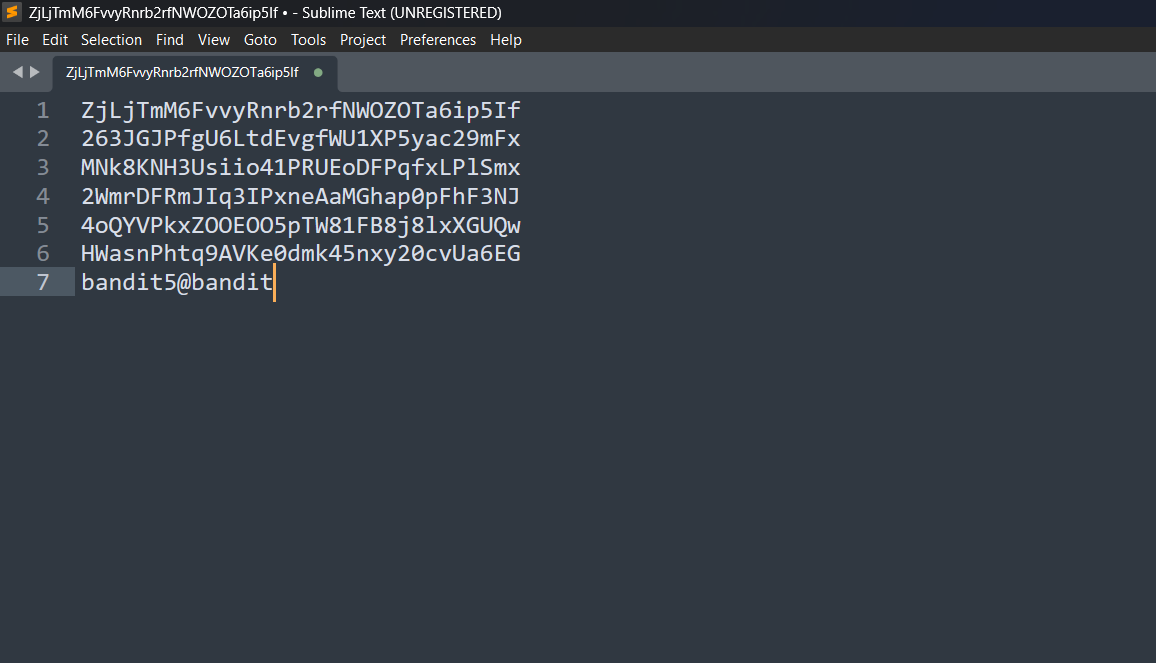 ZjLjTmM6FvvyRnrb2rfNWOZOTa6ip5If • - Sublime Text (UNREGISTERED)
File Edit Selection Find View Goto Tools Project Preferences Help
ZjLjTmM6FvvyRnrb2rfNWOZOTa6ip5If
1 ZjLjTmM6FvvyRnrb2rfNWOZOTa6ip5If
2 263JGJPfgU6LtdEvgfWU1XP5yac29mFx
3 MNk8KNH3Usiio41PRUEoDFPqfxLPlSmx
4 2WmrDFRmJIq3IPxneAaMGhap0pFhF3NJ
5 4oQYVPkxZOOEOO5pTW81FB8j8lxXGUQw
6 HWasnPhtq9AVKe0dmk45nxy20cvUa6EG
7 bandit5@bandit